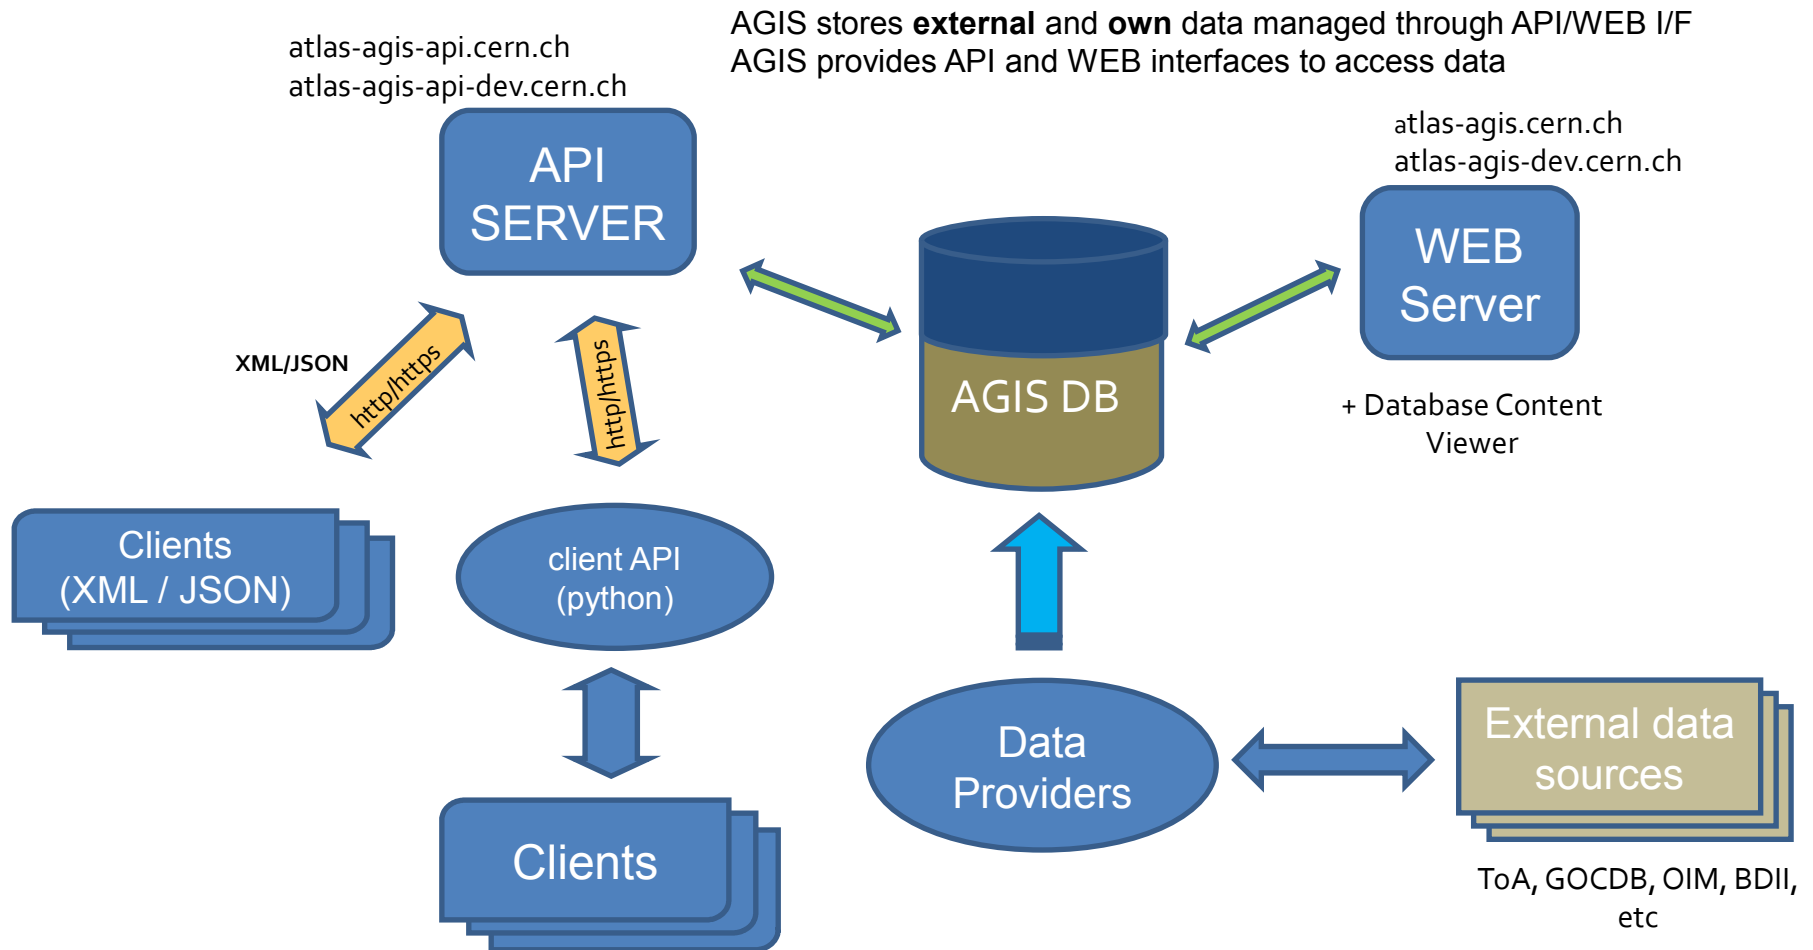 AGIS stores external and own data managed through API/WEB I/F
AGIS provides API and WEB interfaces to access data
atlas-agis-api.cern.ch
atlas-agis-api-dev.cern.ch
API
SERVER
atlas-agis.cern.ch
atlas-agis-dev.cern.ch
WEB
Server
+ Database Content
Viewer
AGIS DB
XML/JSON
http/https
http/https
Clients
(XML / JSON)
client API
(python)
Clients
Data
Providers
External data
sources
ToA, GOCDB, OIM, BDII,
etc